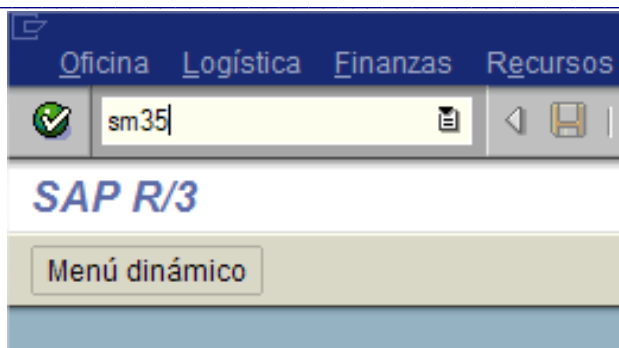 Oficina Logística Finanzas Recursos
sm35
SAP R/3
Menú dinámico